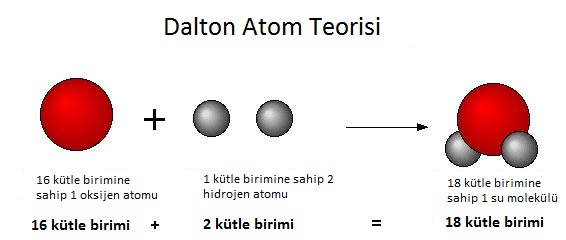 Dalton Atom Teorisi
+
16 kütle birimine
sahip 1 oksijen atomu
1 kütle birimine sahip 2
hidrojen atomu
18 kütle birimine
sahip 1 su molekülü
16 kütle birimi + 2 kütle birimi = 18 kütle birimi